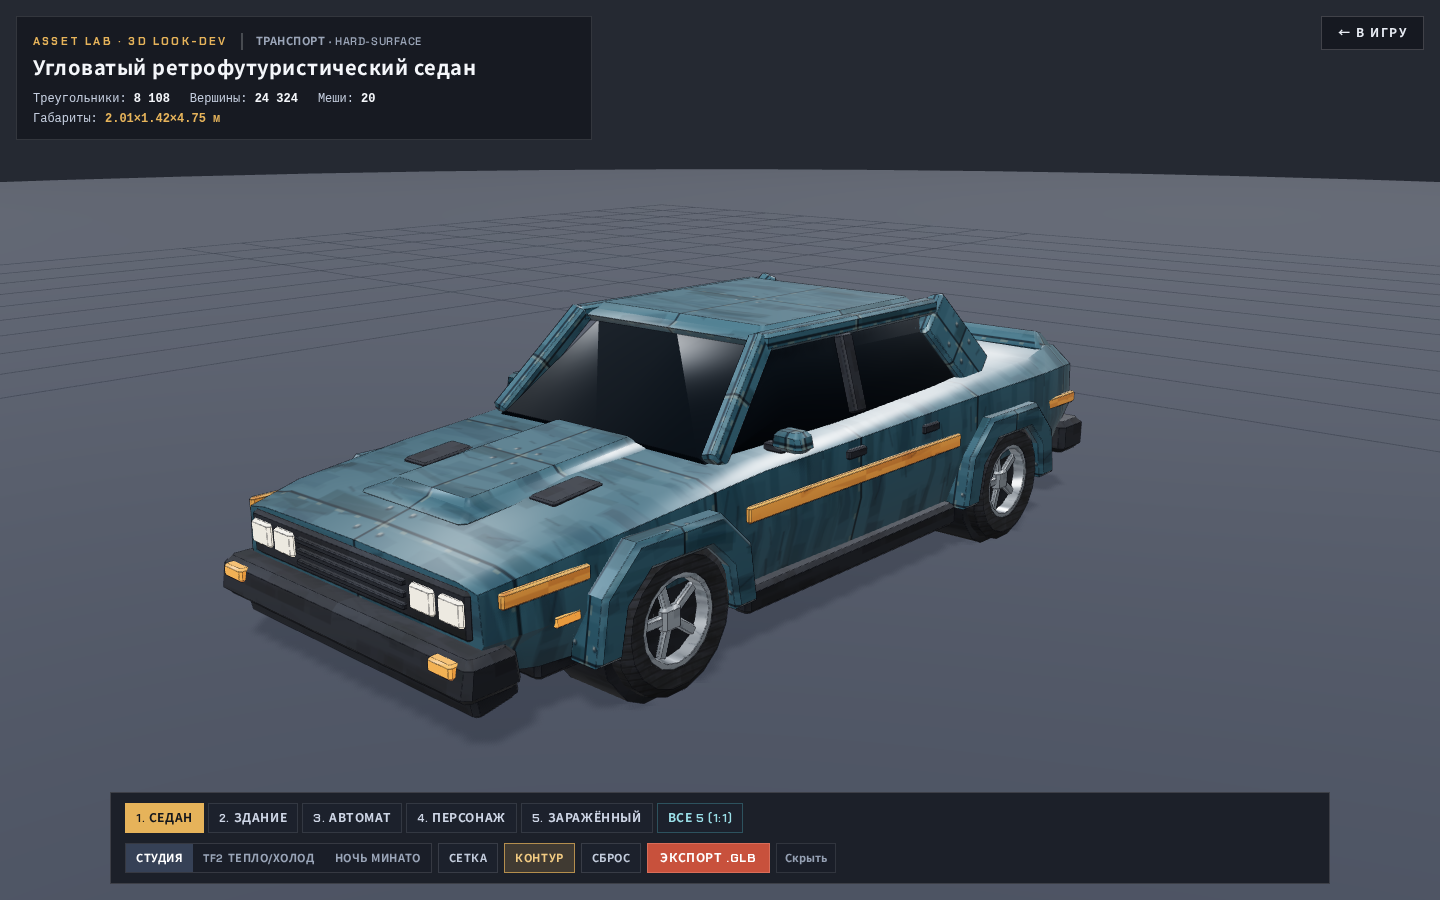 ASSET LAB · 3D LOOK-DEV | ТРАНСПОРТ · HARD-SURFACE
← В ИГРУ
Угловатый ретрофутуристический седан
Треугольники: 8 108 Вершины: 24 324 Меши: 20
Габариты: 2.01×1.42×4.75 м
1. СЕДАН 2. ЗДАНИЕ 3. АВТОМАТ 4. ПЕРСОНАЖ 5. ЗАРАЖЁННЫЙ ВСЕ 5 (1:1)
СТУДИЯ TF2 ТЕПЛО/ХОЛОД НОЧЬ МИНАТО СЕТКА КОНТУР СБРОС ЭКСПОРТ .GLB Скрыть